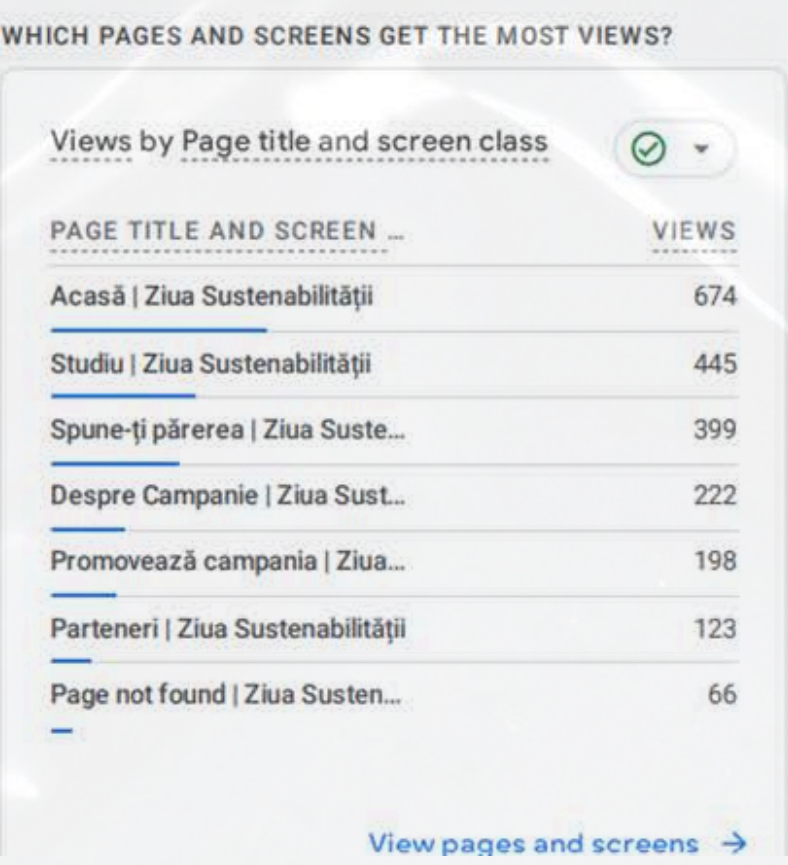 WHICH PAGES AND SCREENS GET THE MOST VIEWS?
Views by Page title and screen class
PAGE TITLE AND SCREEN ... VIEWS
Acasă | Ziua Sustenabilității 674
Studiu | Ziua Sustenabilității 445
Spune-ți părerea | Ziua Suste... 399
Despre Campanie | Ziua Sust... 222
Promovează campania | Ziua... 198
Parteneri | Ziua Sustenabilității 123
Page not found | Ziua Susten... 66
View pages and screens